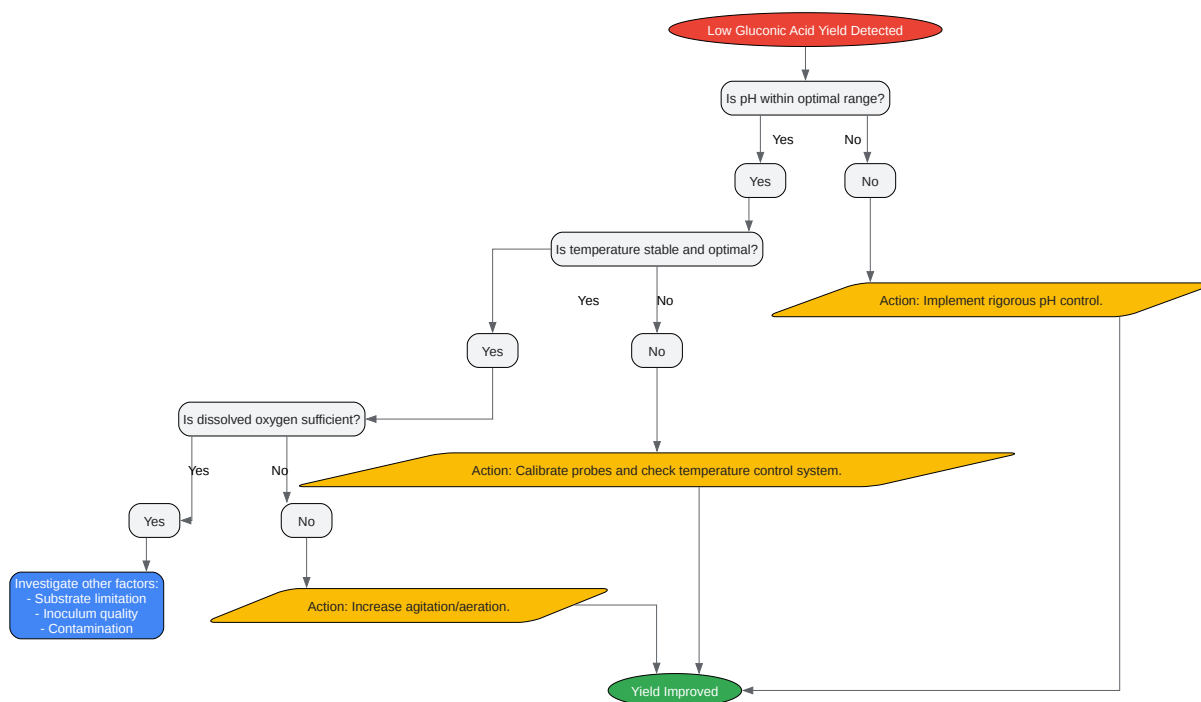 Low Gluconic Acid Yield Detected
Is pH within optimal range?
Yes
No
Yes
No
Is temperature stable and optimal?
Action: Implement rigorous pH control.
Yes
No
Yes
No
Is dissolved oxygen sufficient?
Yes
No
Action: Calibrate probes and check temperature control system.
Yes
No
Investigate other factors:
- Substrate limitation
- Inoculum quality
- Contamination
Action: Increase agitation/aeration.
Yield Improved